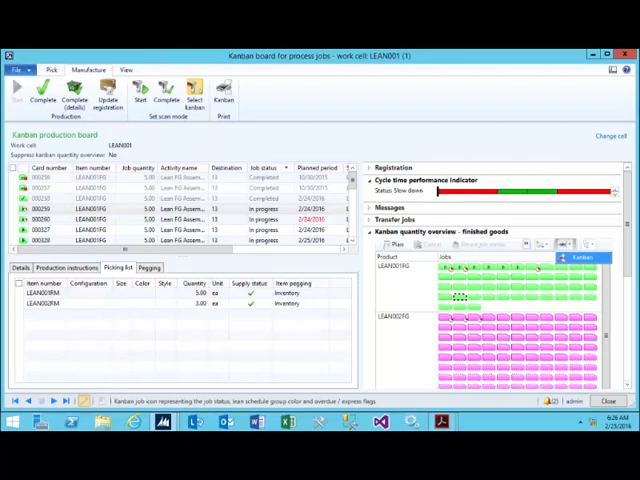 Kanban board for process jobs - work cell: LEAN001 (1)
File Pick Manufacture View
Start Complete Complete (details) Update registration Start Complete Select kanban Kanban
Production Set scan mode Print
Kanban production board
Change cell
Work cell: LEAN001
Suppress kanban quantity overview: No
Card number Item number Job quantity Activity name Destination Job status Planned period
000256 LEAN001FG 5.00 Lean FG Assem... 13 Completed 10/30/2015
000257 LEAN001FG 5.00 Lean FG Assem... 13 Completed 10/30/2015
000258 LEAN001FG 5.00 Lean FG Assem... 13 Completed 2/24/2016
000259 LEAN001FG 5.00 Lean FG Assem... 13 In progress 2/24/2016
000260 LEAN001FG 5.00 Lean FG Assem... 13 In progress 2/24/2016
000327 LEAN001FG 5.00 Lean FG Assem... 13 In progress 2/24/2016
000328 LEAN001FG 5.00 Lean FG Assem... 13 In progress 2/25/2016
Details Production instructions Picking list Pegging
Item number Configuration Size Color Style Quantity Unit Supply status Item pegging
LEAN001RM 5.00 ea Inventory
LEAN002RM 3.00 ea Inventory
Registration
Cycle time performance indicator
Status Slow down
Messages
Transfer jobs
Kanban quantity overview - finished goods
Plan Cancel
Kanban
Product Jobs
LEAN001FG
LEAN002FG
Kanban job icon representing the job status, lean schedule group color and overdue / express flags
(2) admin Close
6:26 AM
2/25/2016